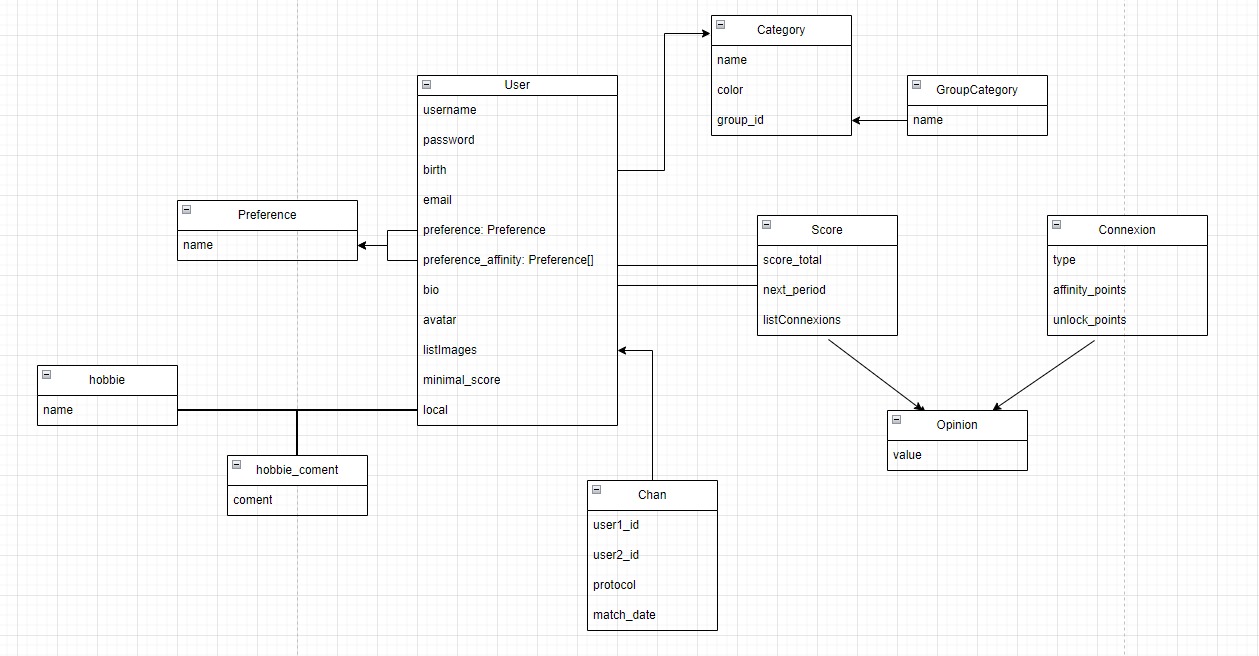 Category
name
color
group_id
GroupCategory
name
User
username
password
birth
email
preference: Preference
preference_affinity: Preference[]
bio
avatar
listImages
minimal_score
local
Preference
name
Score
score_total
next_period
listConnexions
Connexion
type
affinity_points
unlock_points
hobbie
name
Opinion
value
hobbie_coment
coment
Chan
user1_id
user2_id
protocol
match_date